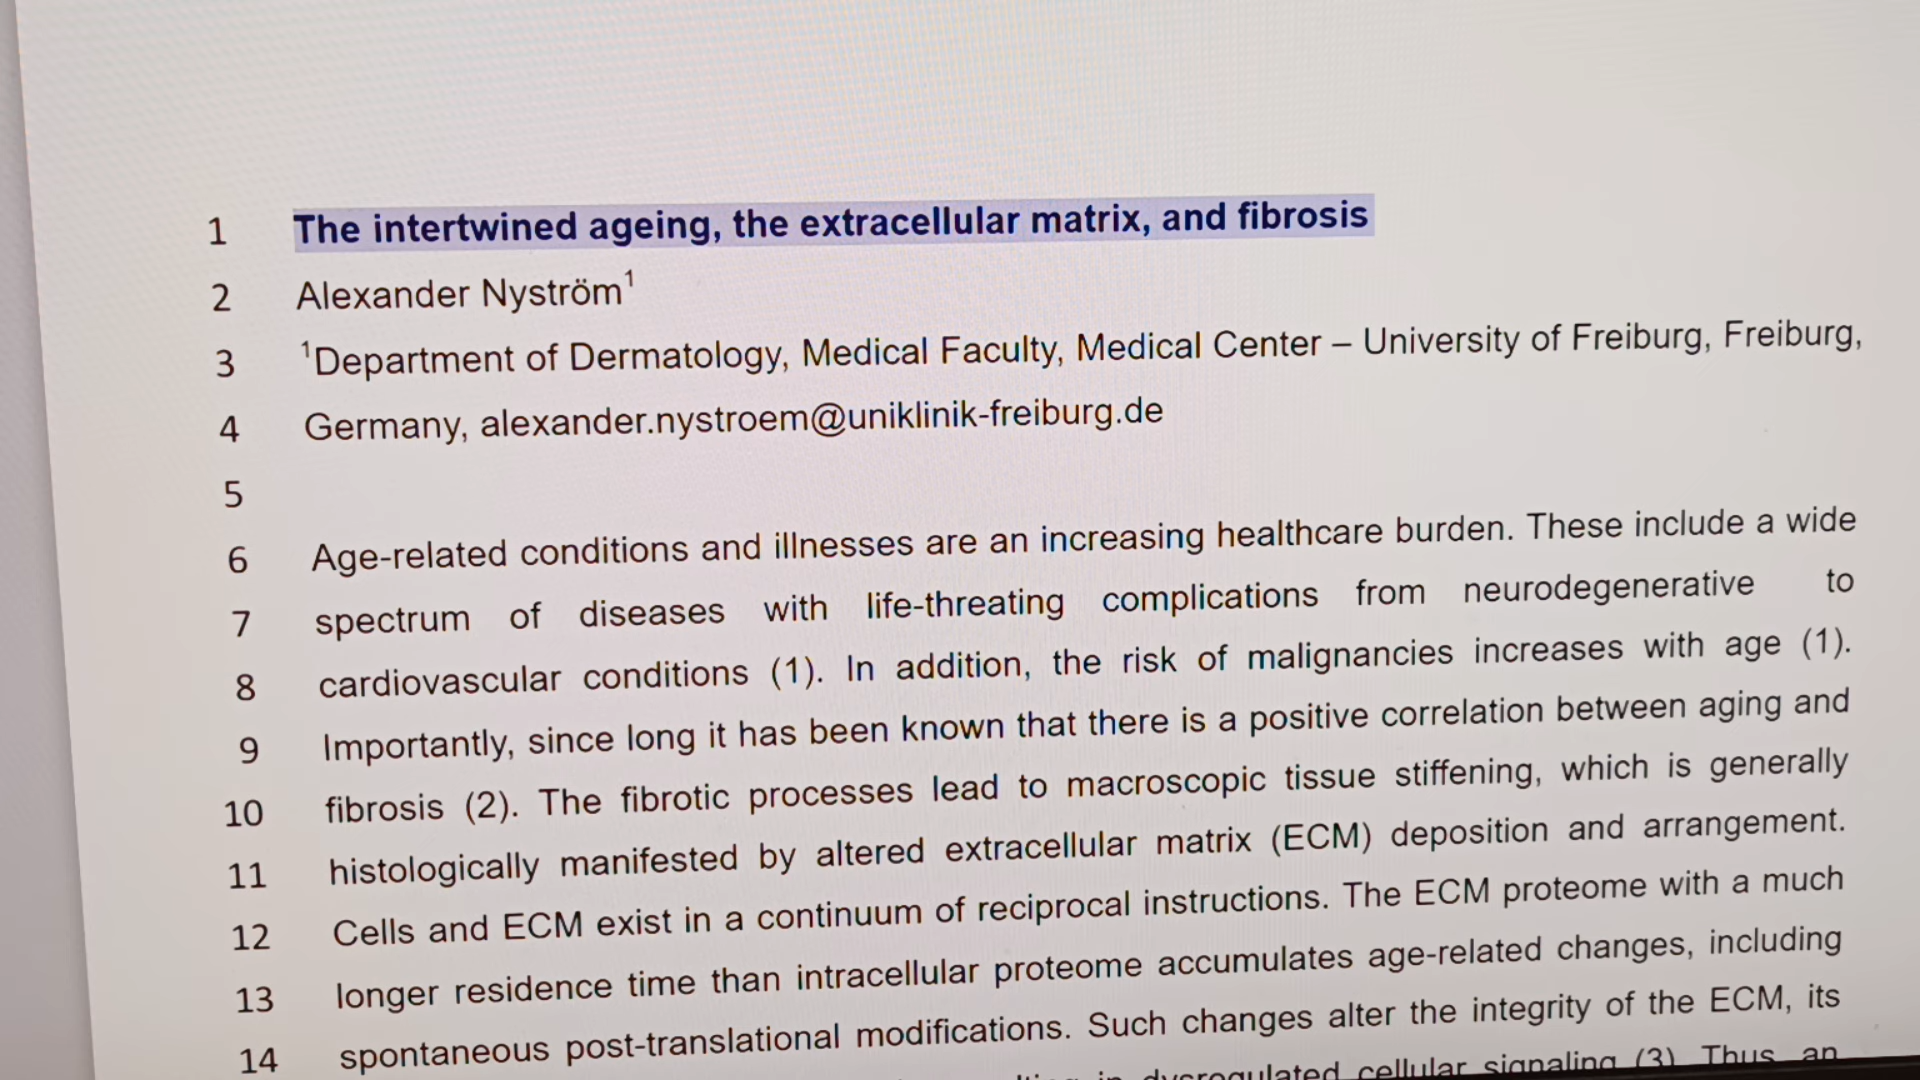 1 The intertwined ageing, the extracellular matrix, and fibrosis
2 Alexander Nyström¹
3 ¹Department of Dermatology, Medical Faculty, Medical Center – University of Freiburg, Freiburg,
4 Germany, alexander.nystroem@uniklinik-freiburg.de
5
6 Age-related conditions and illnesses are an increasing healthcare burden. These include a wide
7 spectrum of diseases with life-threating complications from neurodegenerative to
8 cardiovascular conditions (1). In addition, the risk of malignancies increases with age (1).
9 Importantly, since long it has been known that there is a positive correlation between aging and
10 fibrosis (2). The fibrotic processes lead to macroscopic tissue stiffening, which is generally
11 histologically manifested by altered extracellular matrix (ECM) deposition and arrangement.
12 Cells and ECM exist in a continuum of reciprocal instructions. The ECM proteome with a much
13 longer residence time than intracellular proteome accumulates age-related changes, including
14 spontaneous post-translational modifications. Such changes alter the integrity of the ECM, its
in dysregulated cellular signaling (3). Thus, an